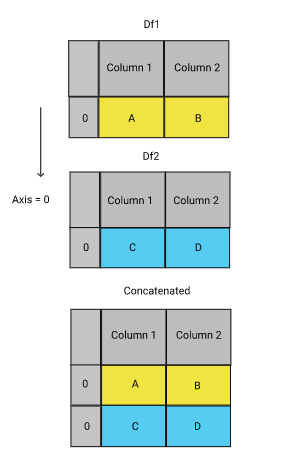 Df1
Column 1 Column 2
0 A B
Df2
Axis = 0
Column 1 Column 2
0 C D
Concatenated
Column 1 Column 2
0 A B
0 C D